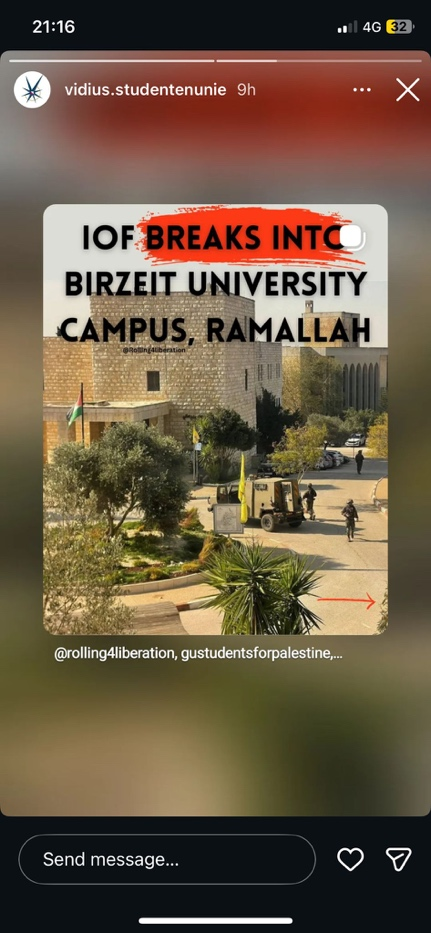 21:16
4G 32
vidius.studentenunie 9h
IOF BREAKS INTO
BIRZEIT UNIVERSITY
CAMPUS, RAMALLAH
@Rolling4liberation
@rolling4liberation, gustudentsforpalestine,...
Send message...